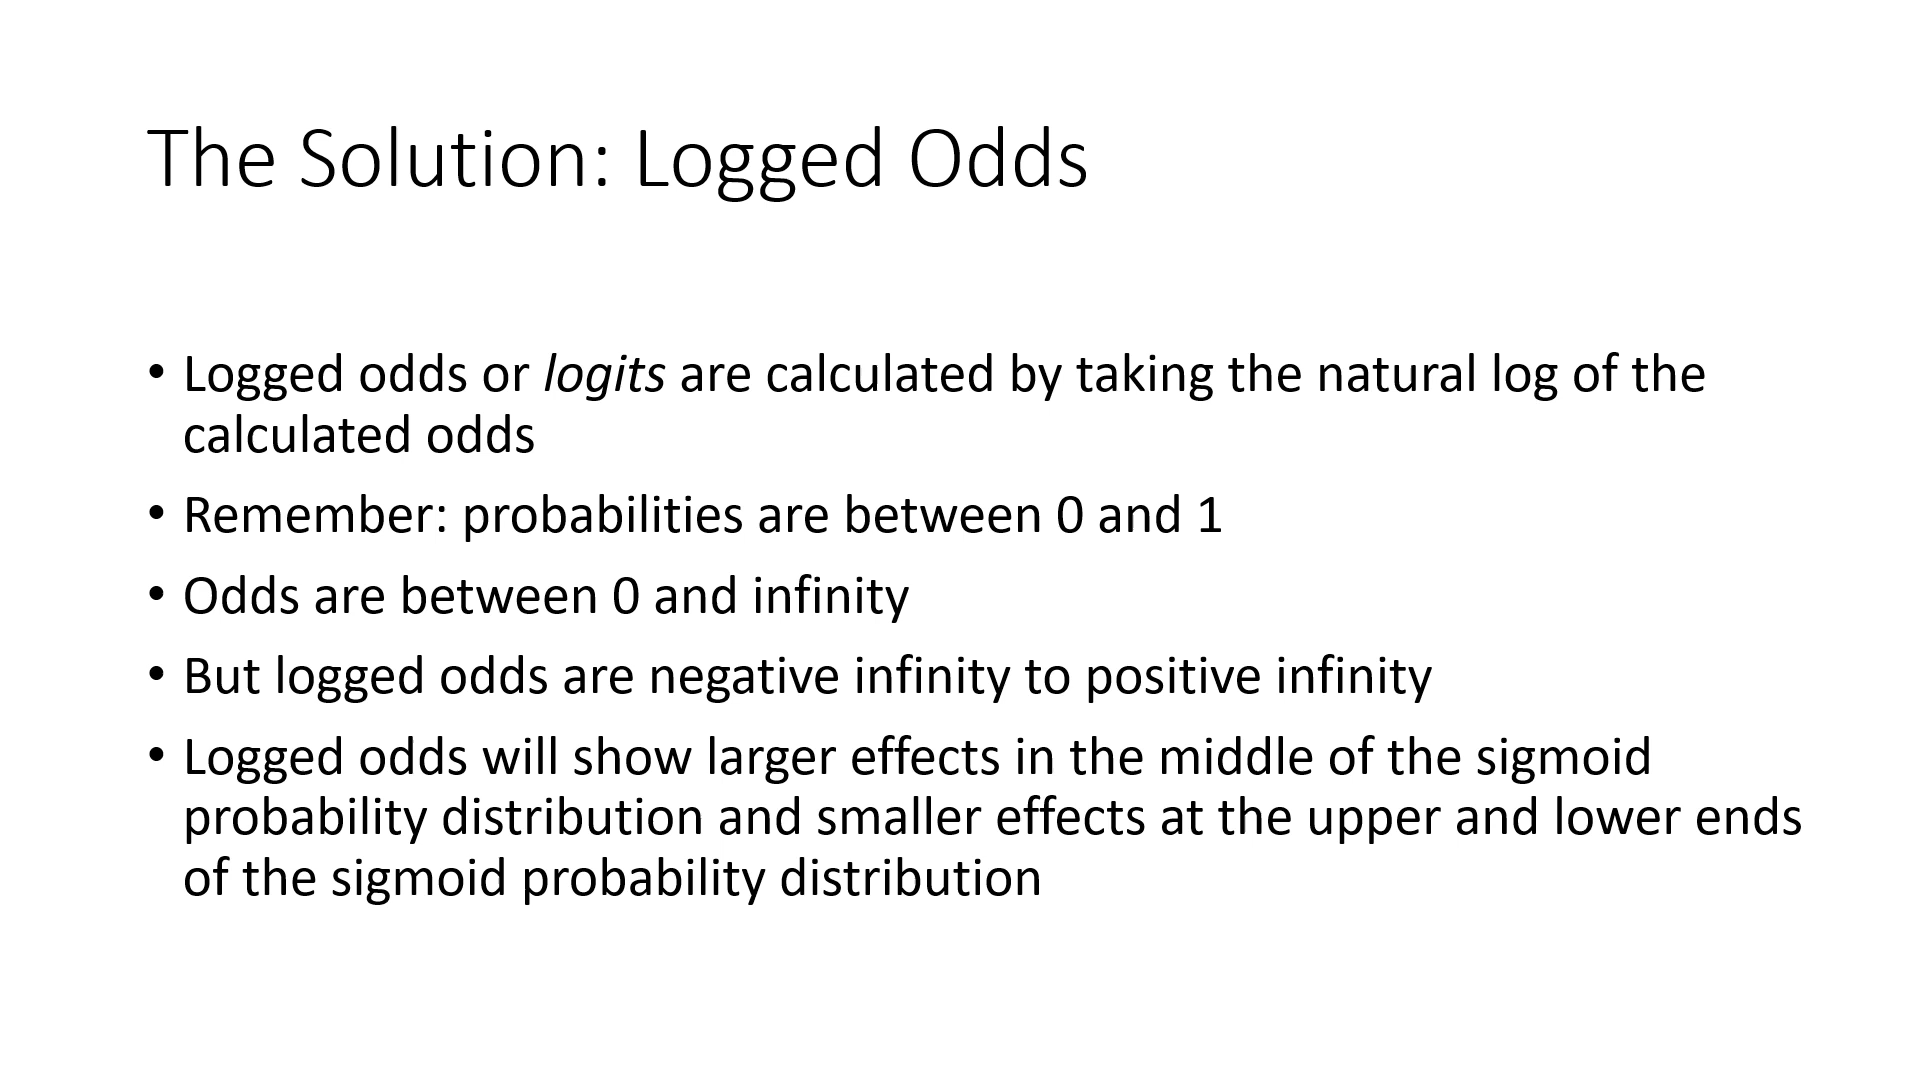 The Solution: Logged Odds
• Logged odds or logits are calculated by taking the natural log of the
calculated odds
• Remember: probabilities are between 0 and 1
• Odds are between 0 and infinity
• But logged odds are negative infinity to positive infinity
• Logged odds will show larger effects in the middle of the sigmoid
probability distribution and smaller effects at the upper and lower ends
of the sigmoid probability distribution